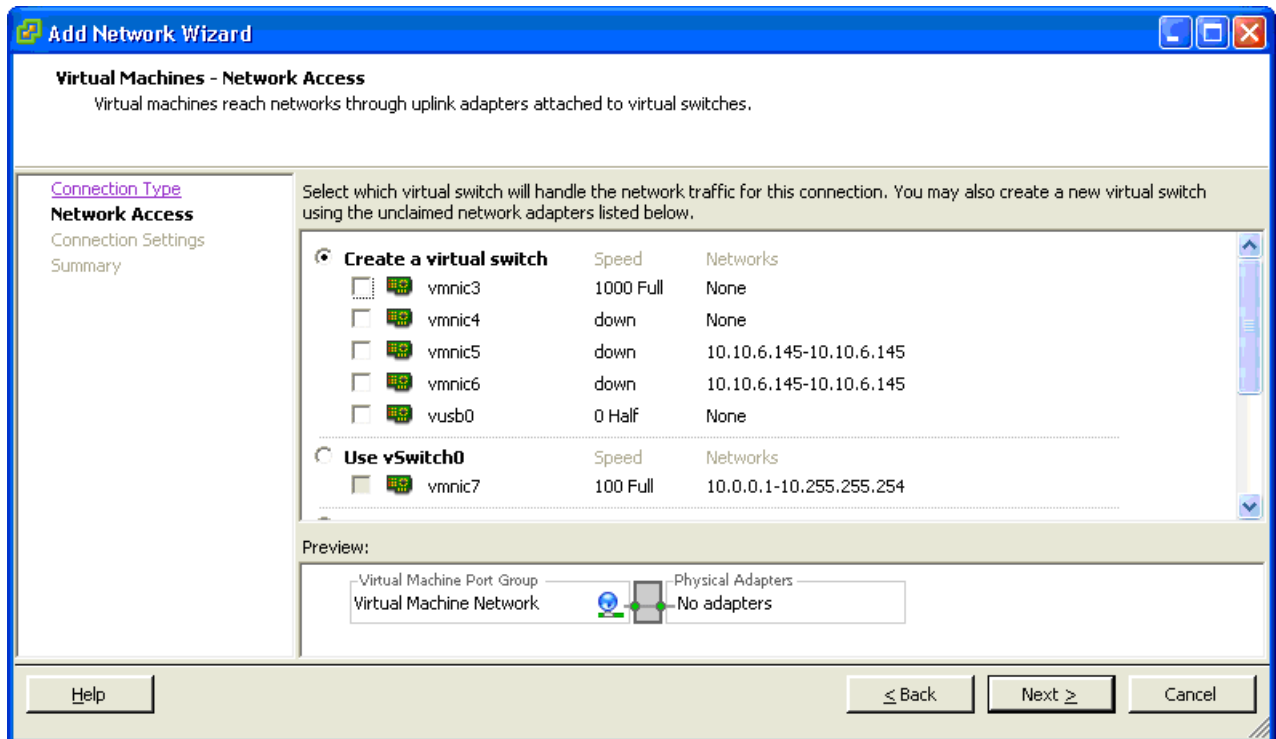 Add Network Wizard
Virtual Machines - Network Access
Virtual machines reach networks through uplink adapters attached to virtual switches.
Connection Type
Network Access
Connection Settings
Summary
Select which virtual switch will handle the network traffic for this connection. You may also create a new virtual switch
using the unclaimed network adapters listed below.
Create a virtual switch Speed Networks
vmnic3 1000 Full None
vmnic4 down None
vmnic5 down 10.10.6.145-10.10.6.145
vmnic6 down 10.10.6.145-10.10.6.145
vusb0 0 Half None
Use vSwitch0 Speed Networks
vmnic7 100 Full 10.0.0.1-10.255.255.254
Preview:
Virtual Machine Port Group Physical Adapters
Virtual Machine Network No adapters
Help < Back Next > Cancel